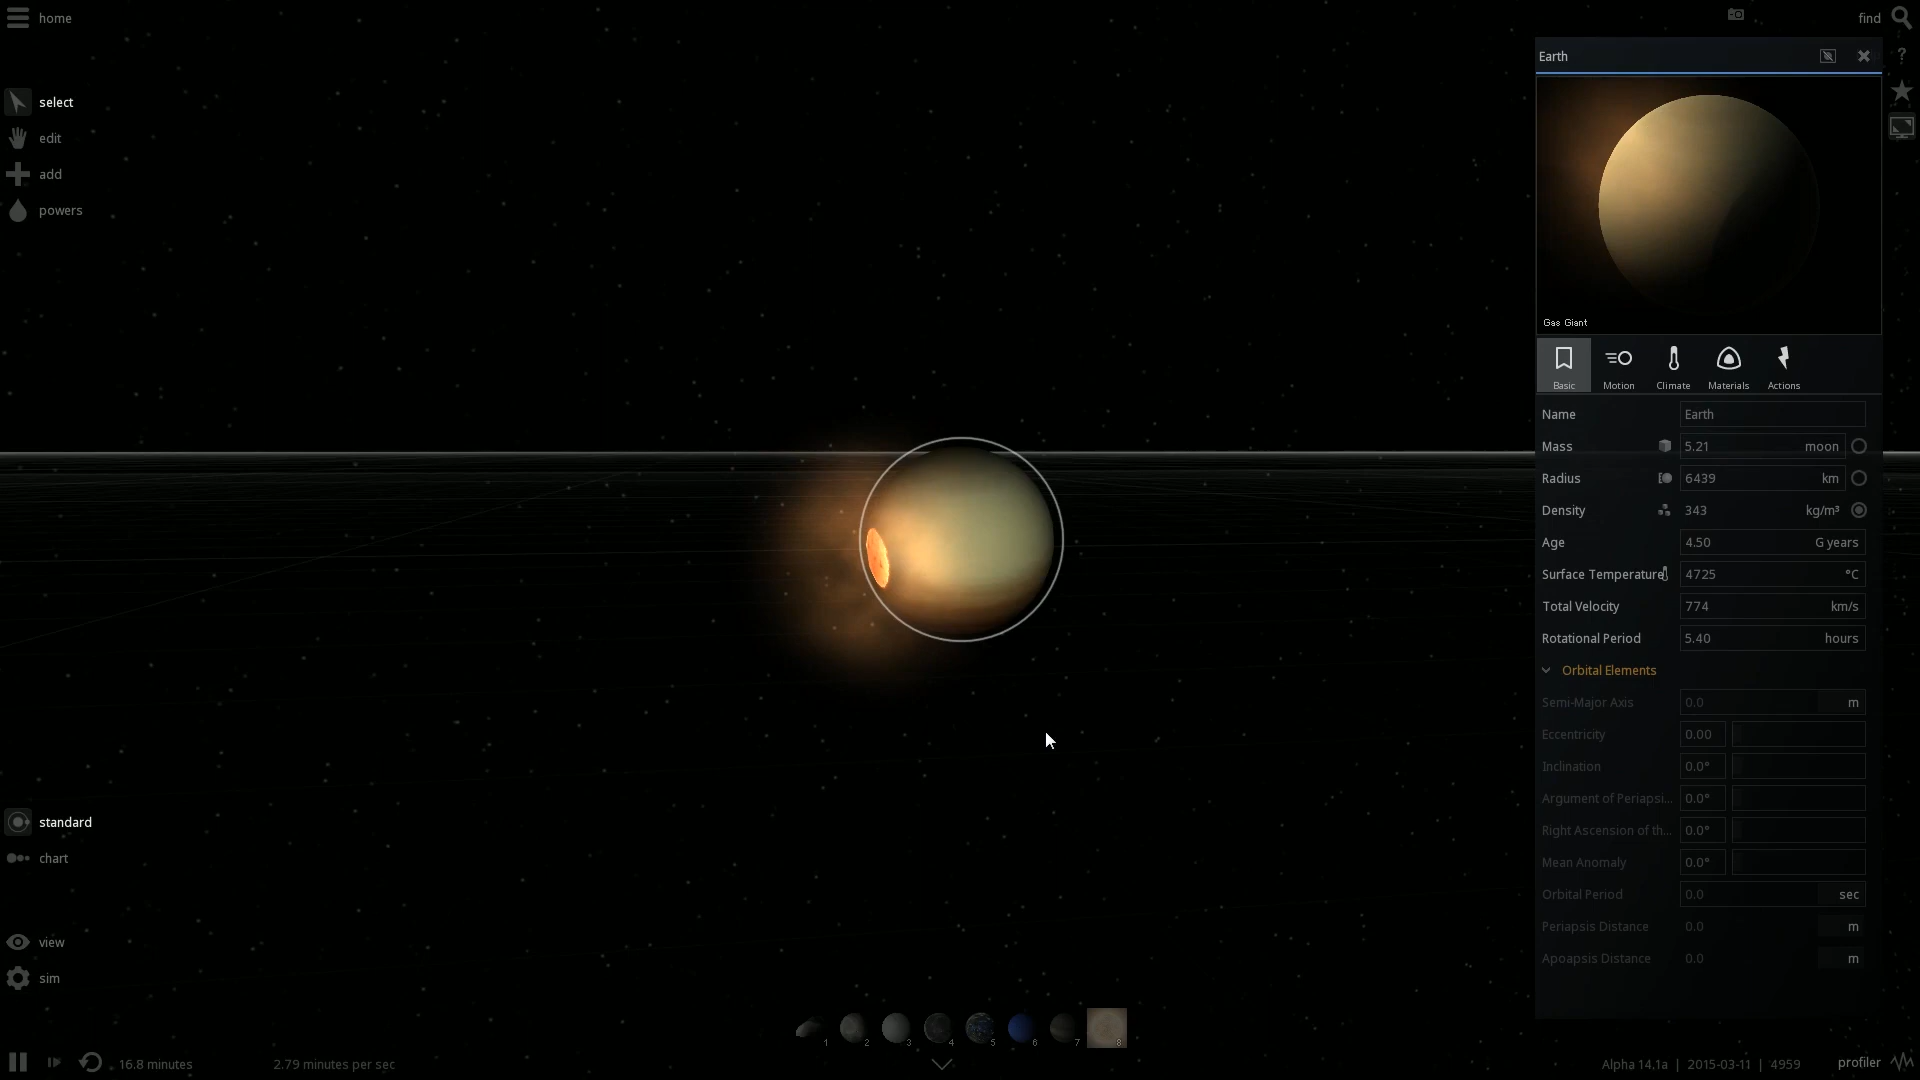 home
find
Earth
?
select
edit
add
powers
Gas Giant
Basic Motion Climate Materials Actions
Name Earth
Mass 5.21 moon
Radius 6439 km
Density 343 kg/m³
Age 4.50 G years
Surface Temperature 4725 °C
Total Velocity 774 km/s
Rotational Period 5.40 hours
Orbital Elements
Semi-Major Axis 0.0 m
Eccentricity 0.00
Inclination 0.0°
Argument of Periapsi... 0.0°
Right Ascension of th... 0.0°
Mean Anomaly 0.0°
Orbital Period 0.0 sec
Periapsis Distance 0.0 m
Apoapsis Distance 0.0 m
standard
chart
view
sim
1 2 3 4 5 6 7 8
16.8 minutes 2.79 minutes per sec
Alpha 14.1a | 2015-03-11 | 4959 profiler